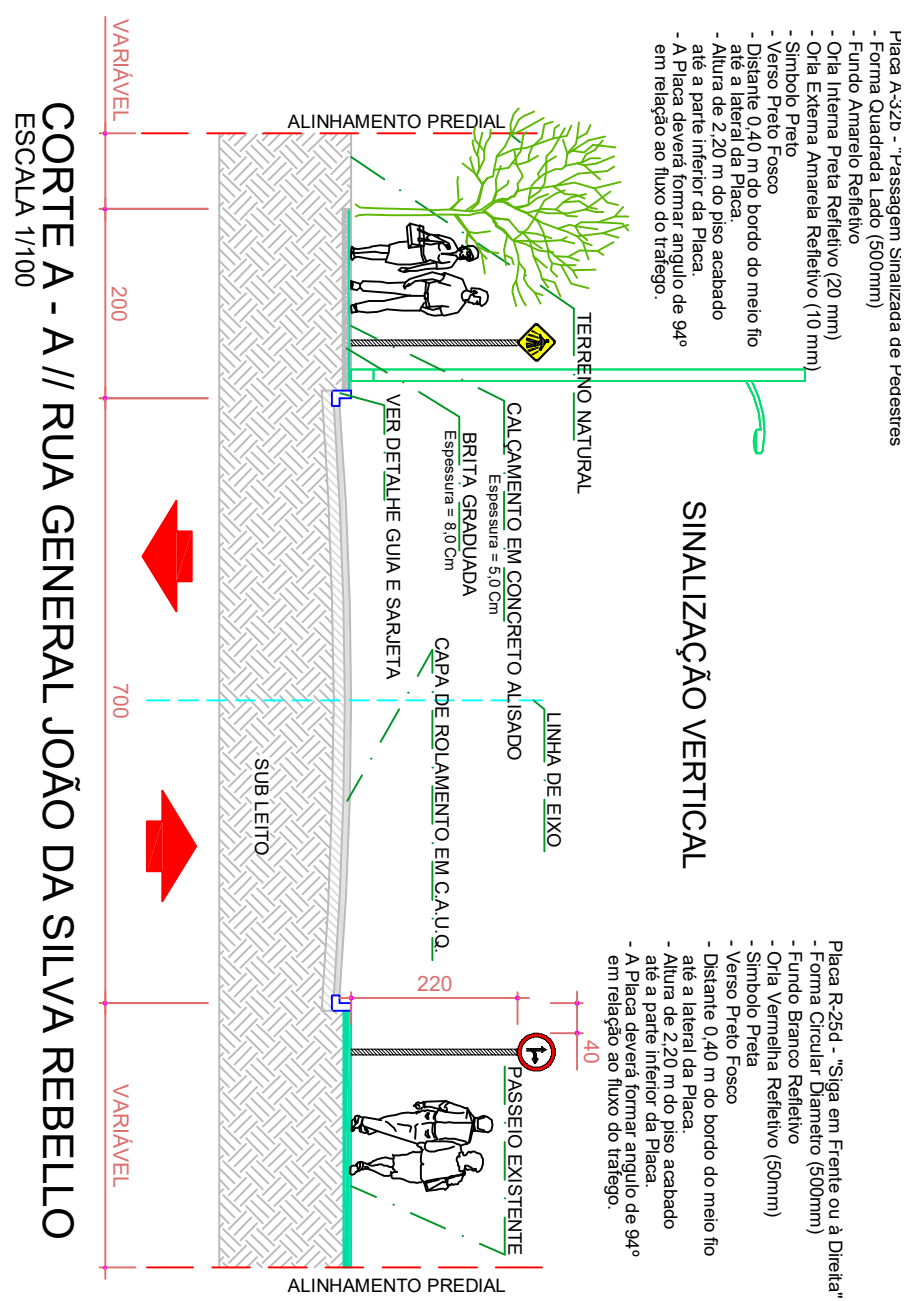 Placa A-32b - "Passagem Sinalizada de Pedestres
- Forma Quadrada Lado (500mm)
- Fundo Amarelo Refletivo
- Orla Interna Preta Refletivo (20 mm)
- Orla Externa Amarela Refletivo (10 mm)
- Simbolo Preto
- Verso Preto Fosco
- Distante 0,40 m do bordo do meio fio
até a lateral da Placa.
- Altura de 2,20 m do piso acabado
até a parte inferior da Placa.
- A Placa deverá formar angulo de 94º
em relação ao fluxo do trafego.
SINALIZAÇÃO VERTICAL
Placa R-25d - "Siga em Frente ou à Direita"
- Forma Circular Diametro (500mm)
- Fundo Branco Refletivo
- Orla Vermelha Refletivo (50mm)
- Simbolo Preta
- Verso Preto Fosco
- Distante 0,40 m do bordo do meio fio
até a lateral da Placa.
- Altura de 2,20 m do piso acabado
até a parte inferior da Placa.
- A Placa deverá formar angulo de 94º
em relação ao fluxo do trafego.
ALINHAMENTO PREDIAL
TERRENO NATURAL
CALÇAMENTO EM CONCRETO ALISADO
Espessura = 5,0 Cm
BRITA GRADUADA
Espessura = 8,0 Cm
VER DETALHE GUIA E SARJETA
LINHA DE EIXO
CAPA DE ROLAMENTO EM C.A.U.Q.
220
40
PASSEIO EXISTENTE
ALINHAMENTO PREDIAL
SUB LEITO
VARIÁVEL
200
700
VARIÁVEL
CORTE A - A // RUA GENERAL JOÃO DA SILVA REBELLO
ESCALA 1/100